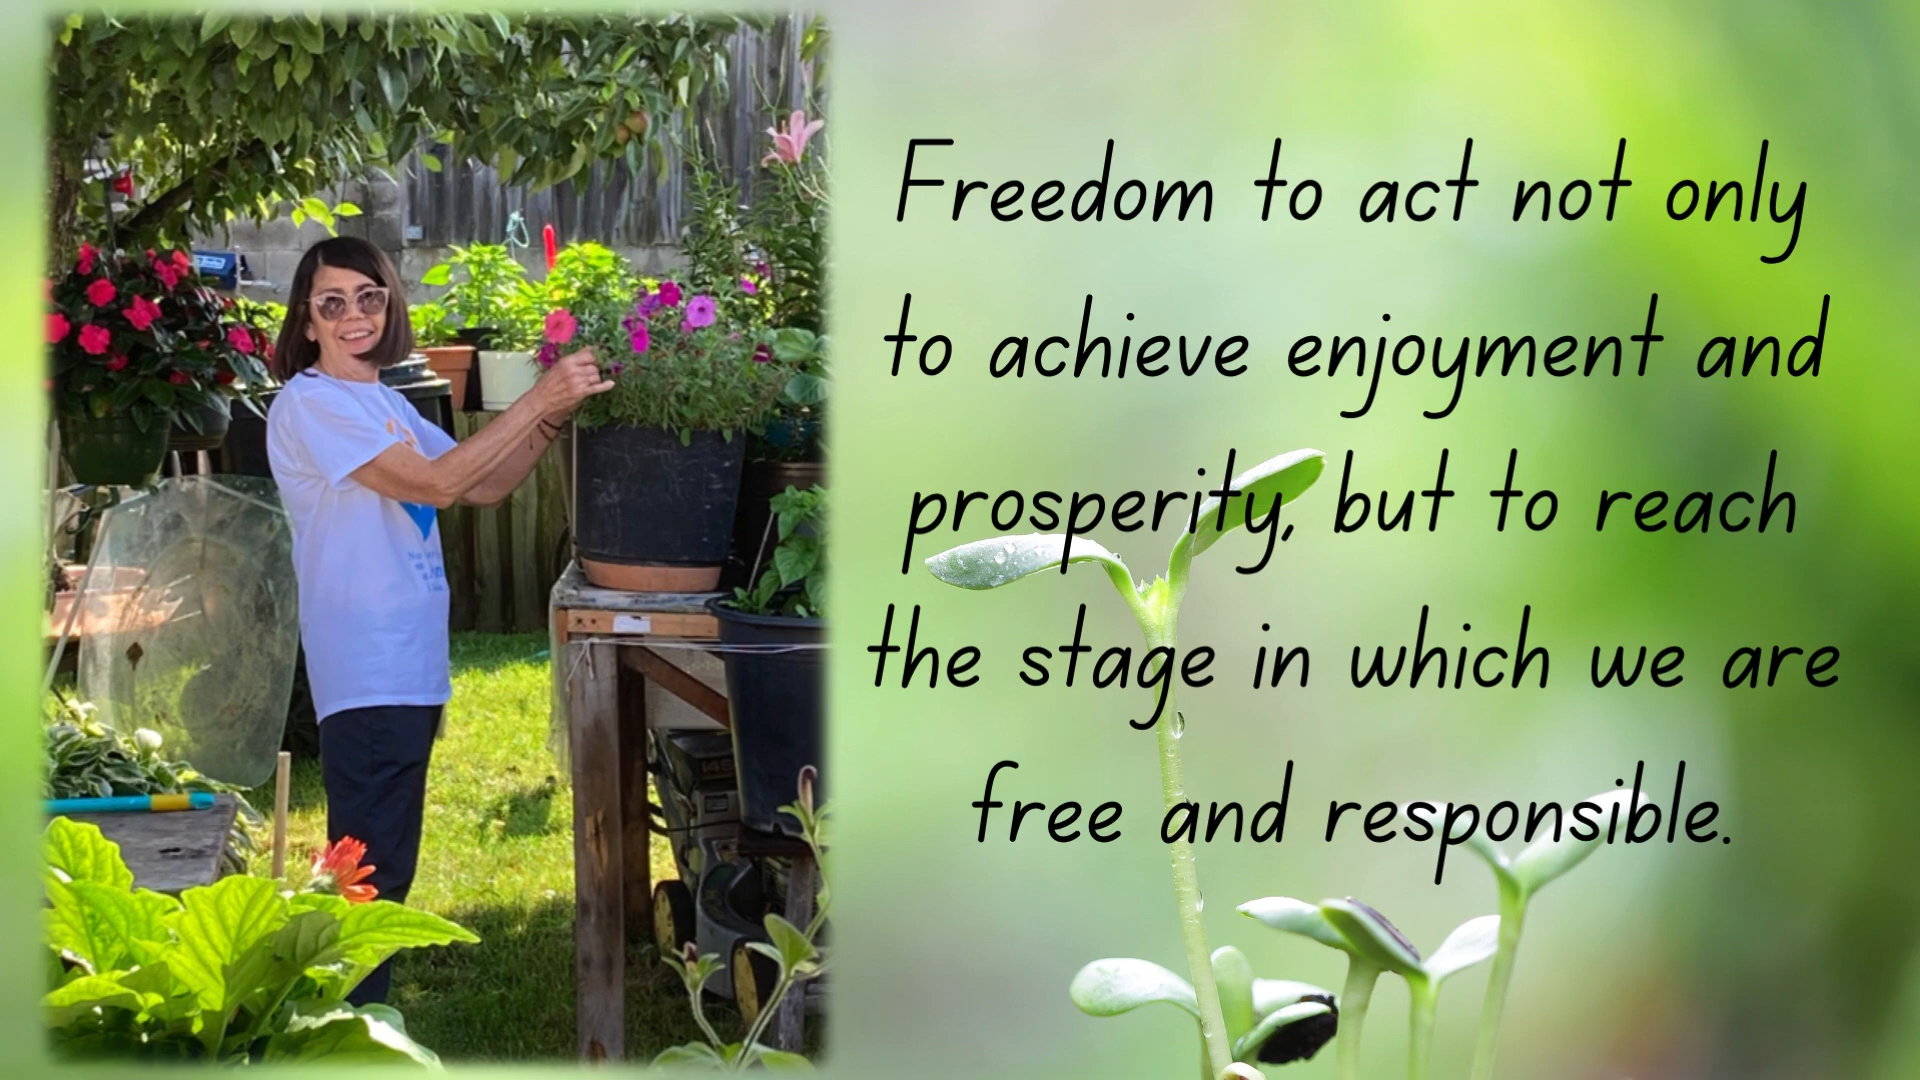 Freedom to act not only
to achieve enjoyment and
prosperity, but to reach
the stage in which we are
free and responsible.